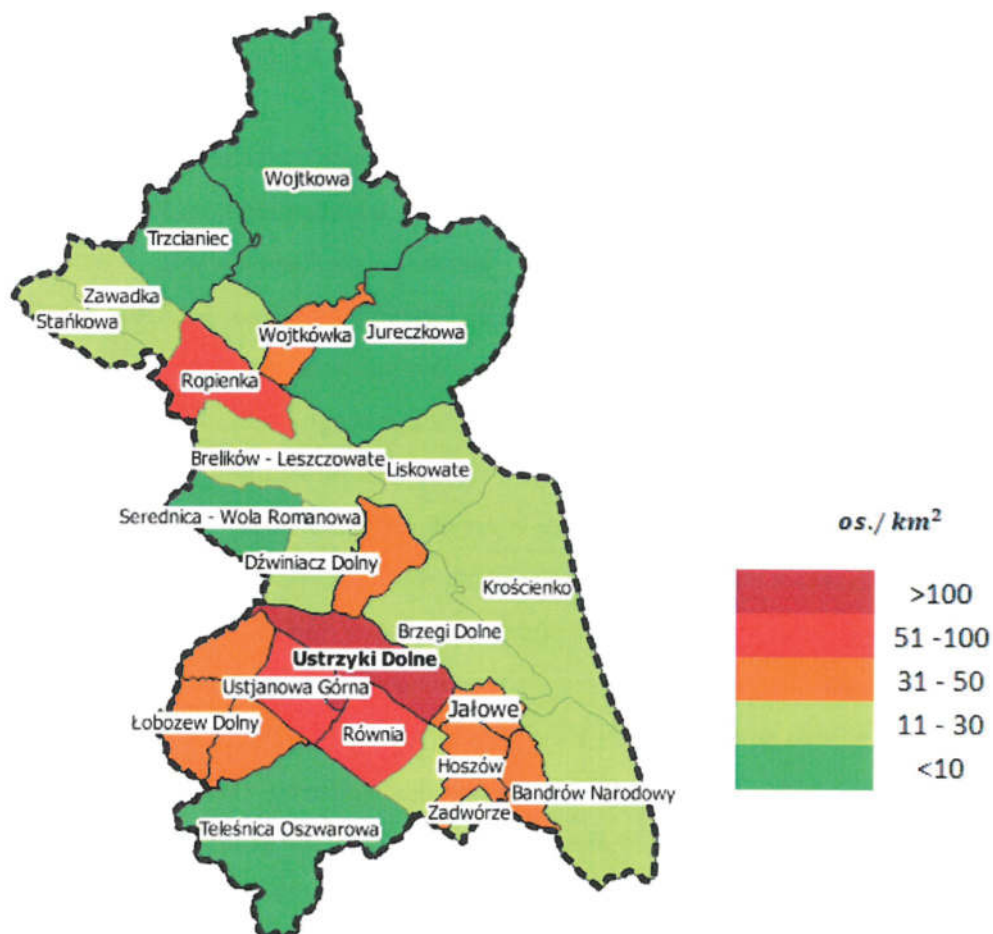 Wojtkowa
Trzcianiec
Zawadka
Stańkowa
Wojtkówka
Jureczkowa
Ropienka
Brelików - Leszczowate
Liskowate
Serednica - Wola Romanowa
Dźwiniacz Dolny
Krościenko
Brzegi Dolne
Ustrzyki Dolne
Ustjanowa Górna
Łobozew Dolny
Równia
Jałowe
Hoszów
Bandrów Narodowy
Zadwórze
Teleśnica Oszwarowa
os./ km²
>100
51 -100
31 - 50
11 - 30
<10